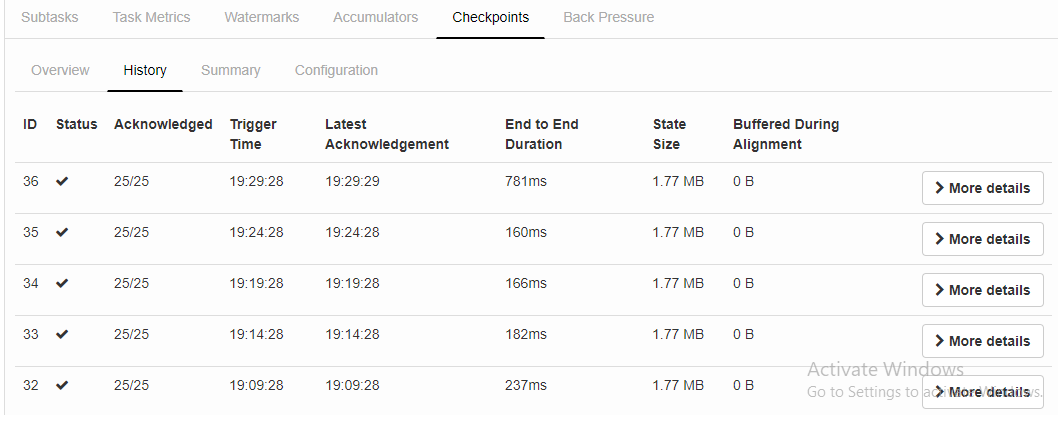 Subtasks Task Metrics Watermarks Accumulators Checkpoints Back Pressure
Overview History Summary Configuration
ID Status Acknowledged Trigger Time Latest Acknowledgement End to End Duration State Size Buffered During Alignment
36 25/25 19:29:28 19:29:29 781ms 1.77 MB 0 B More details
35 25/25 19:24:28 19:24:28 160ms 1.77 MB 0 B More details
34 25/25 19:19:28 19:19:28 166ms 1.77 MB 0 B More details
33 25/25 19:14:28 19:14:28 182ms 1.77 MB 0 B More details
Activate Windows
32 25/25 19:09:28 19:09:28 237ms 1.77 MB 0 B More details
Go to Settings to activate Windows.